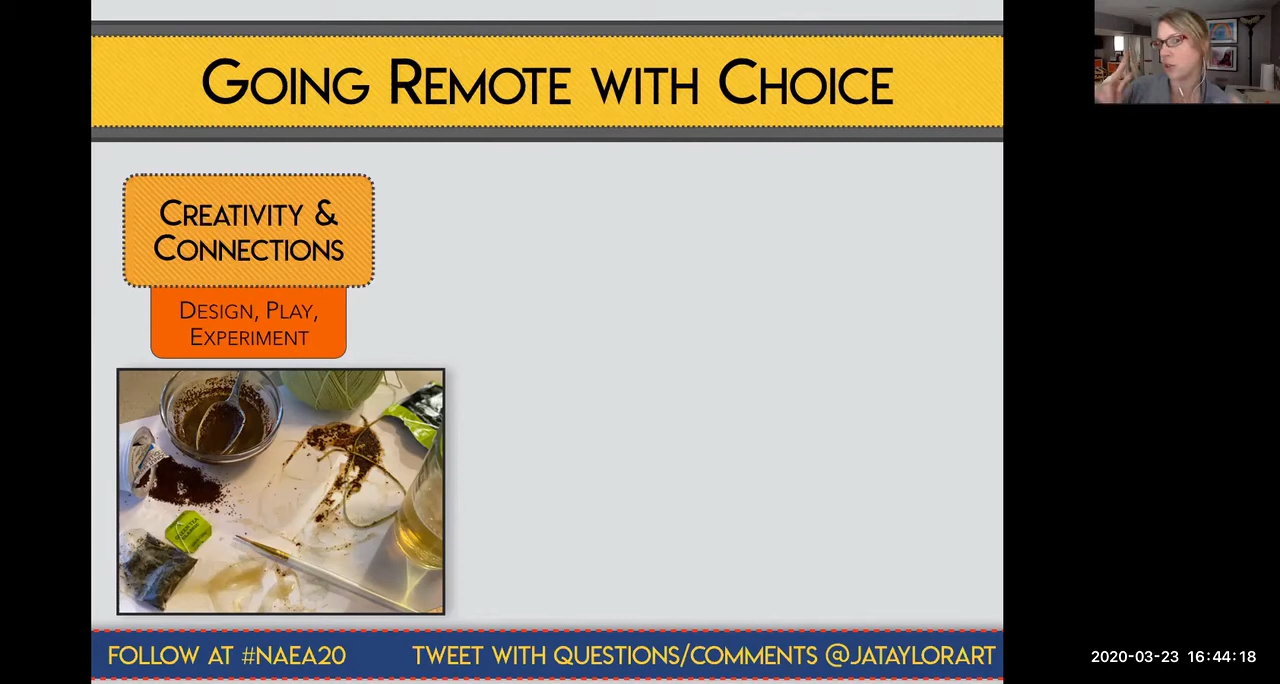 Going Remote with Choice
Creativity &
Connections
Design, Play,
Experiment
FOLLOW AT #NAEA20 TWEET WITH QUESTIONS/COMMENTS @JATAYLORART
2020-03-23 16:44:18